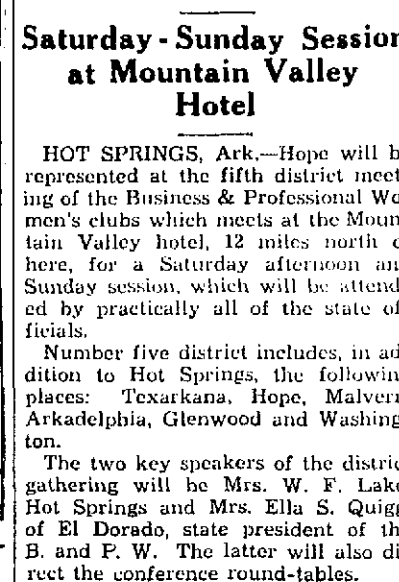 Saturday - Sunday Session
at Mountain Valley
Hotel
HOT SPRINGS, Ark.—Hope will b
represented at the fifth district meet
ing of the Business & Professional Wo
men's clubs which meets at the Moun
tain Valley hotel, 12 miles north o
here, for a Saturday afternoon an
Sunday session, which will be attend
ed by practically all of the state of
ficials.
Number five district includes, in ad
dition to Hot Springs, the followin
places: Texarkana, Hope, Malvern
Arkadelphia, Glenwood and Washing
ton.
The two key speakers of the distric
gathering will be Mrs. W. F. Lake
Hot Springs and Mrs. Ella S. Quigg
of El Dorado, state president of th
B. and P. W. The latter will also di
rect the conference round-tables.